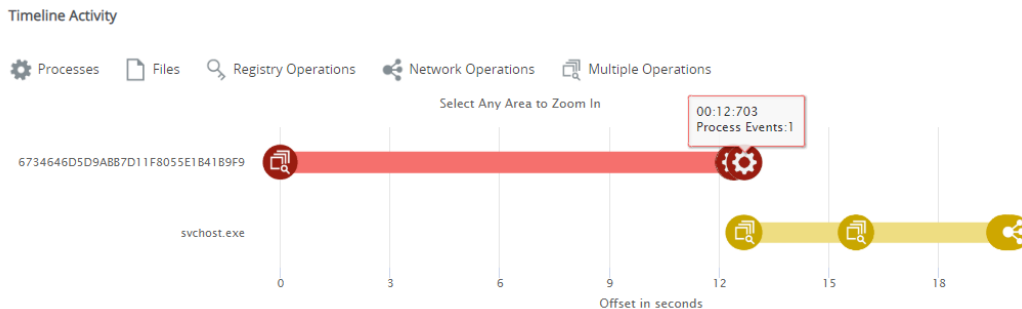 Timeline Activity
Processes Files Registry Operations Network Operations Multiple Operations
Select Any Area to Zoom In
00:12:703
Process Events:1
6734646D5D9ABB7D11F8055E1B41B9F9
svchost.exe
0 3 6 9 12 15 18
Offset in seconds